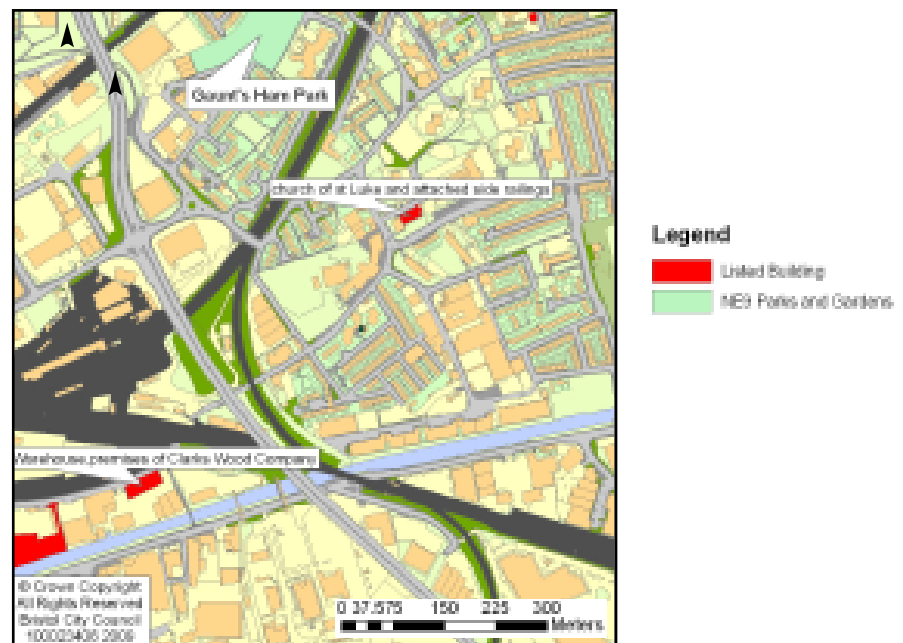 Gaunt's Ham Park
church of st Luke and attached side railings
Legend
Listed Building
NE9 Parks and Gardens
Warehouse premises of Clarks Wood Company
© Crown Copyright
All Rights Reserved
Bristol City Council
100023406 2009
0 37.575 150 225 300
Meters